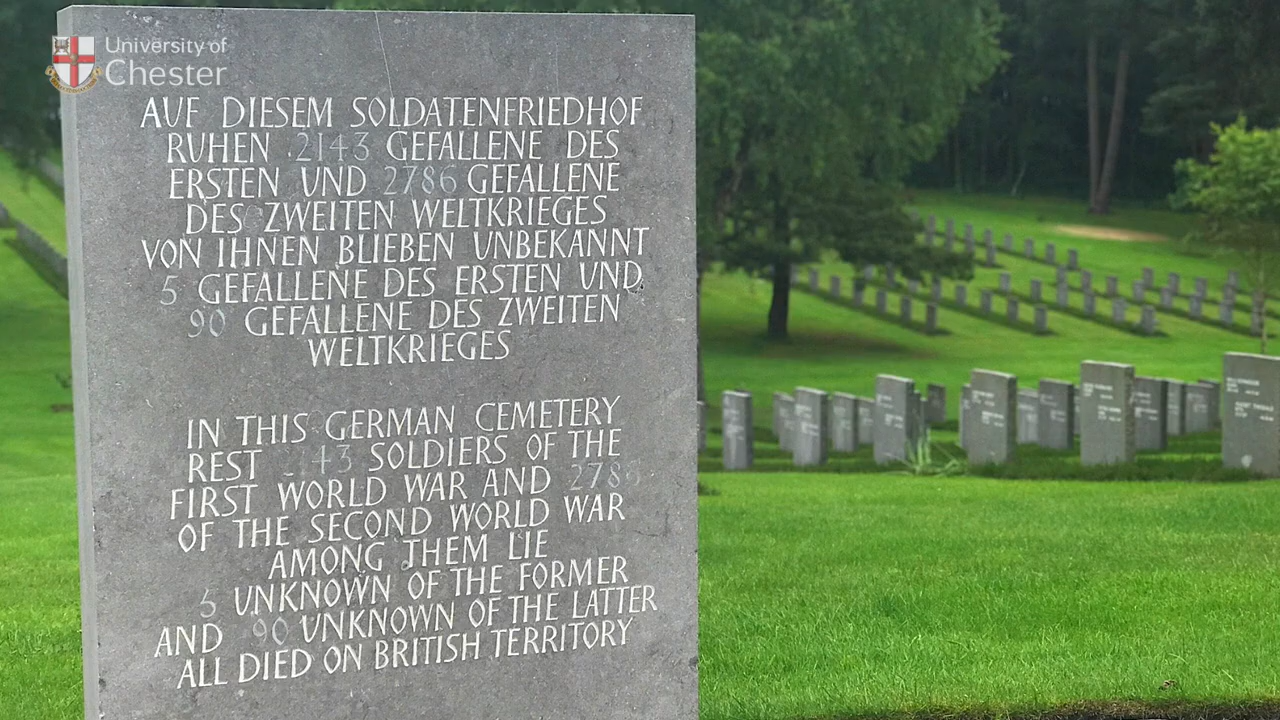 University of
Chester
AUF DIESEM SOLDATENFRIEDHOF
RUHEN 2143 GEFALLENE DES
ERSTEN UND 2786 GEFALLENE
DES ZWEITEN WELTKRIEGES
VON IHNEN BLIEBEN UNBEKANNT
5 GEFALLENE DES ERSTEN UND
90 GEFALLENE DES ZWEITEN
WELTKRIEGES
IN THIS GERMAN CEMETERY
REST 2143 SOLDIERS OF THE
FIRST WORLD WAR AND 2786
OF THE SECOND WORLD WAR
AMONG THEM LIE
5 UNKNOWN OF THE FORMER
AND 90 UNKNOWN OF THE LATTER
ALL DIED ON BRITISH TERRITORY